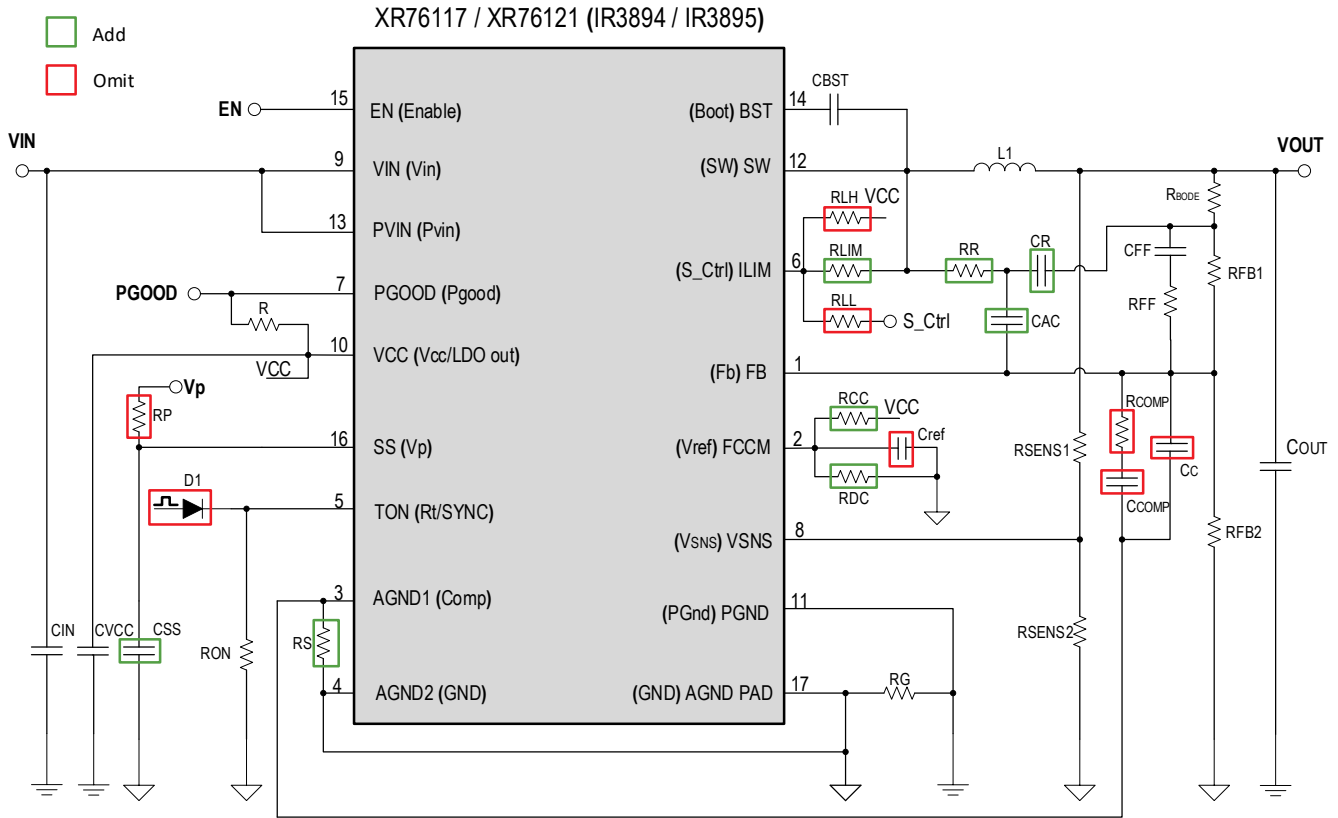 XR76117 / XR76121 (IR3894 / IR3895)
Add
Omit
EN
15
EN (Enable)
(Boot) BST
14
CBST
VIN
9
VIN (Vin)
(SW) SW
12
L1
VOUT
13
PVIN (Pvin)
RLH
VCC
RBODE
(S_Ctrl) ILIM
6
RLIM
RR
CR
CFF
RFB1
PGOOD
7
PGOOD (Pgood)
RLL
S_Ctrl
CAC
RFF
R
10
VCC (Vcc/LDO out)
VCC
(Fb) FB
1
Vp
RP
RCC
VCC
RCOMP
16
SS (Vp)
(Vref) FCCM
2
Cref
RSENS1
CC
COUT
RDC
CCOMP
D1
5
TON (Rt/SYNC)
(VSNS) VSNS
8
RFB2
3
AGND1 (Comp)
(PGnd) PGND
11
CIN
CVCC
CSS
RON
RS
RSENS2
4
AGND2 (GND)
(GND) AGND PAD
17
RG